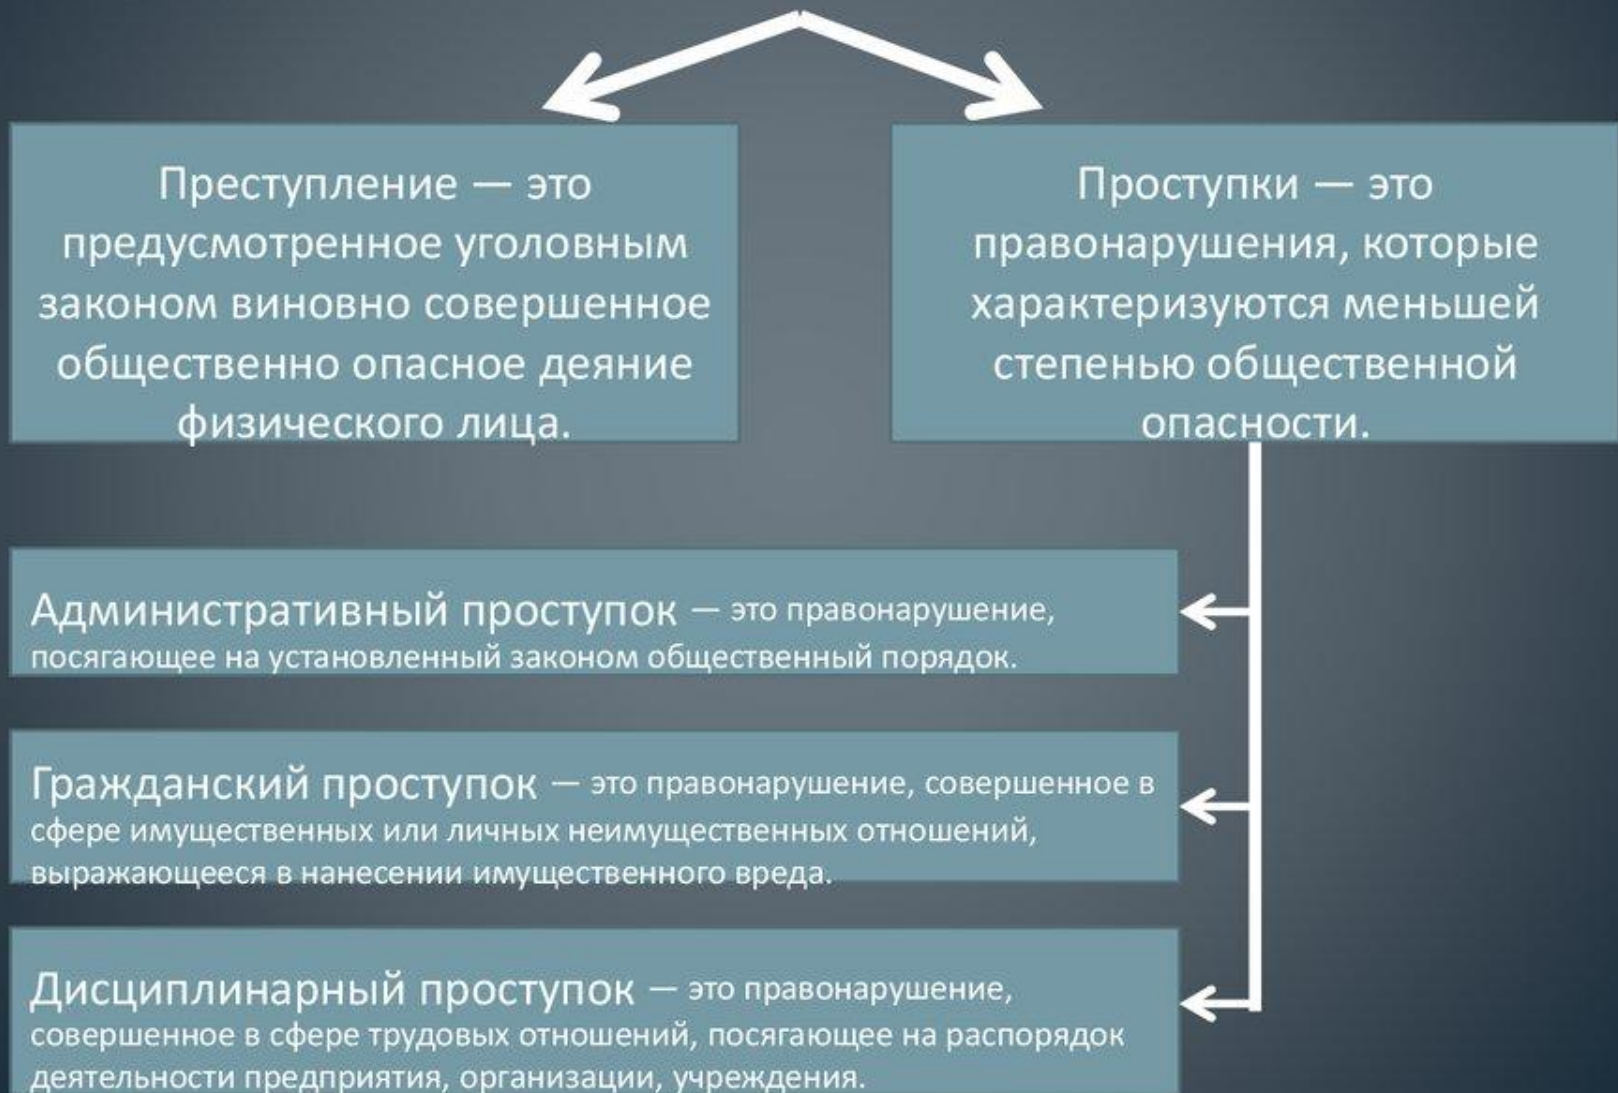 Преступление — это
предусмотренное уголовным
законом виновно совершенное
общественно опасное деяние
физического лица.
Проступки — это
правонарушения, которые
характеризуются меньшей
степенью общественной
опасности.
Административный проступок — это правонарушение,
посягающее на установленный законом общественный порядок.
Гражданский проступок — это правонарушение, совершенное в
сфере имущественных или личных неимущественных отношений,
выражающееся в нанесении имущественного вреда.
Дисциплинарный проступок — это правонарушение,
совершенное в сфере трудовых отношений, посягающее на распорядок
деятельности предприятия, организации, учреждения.